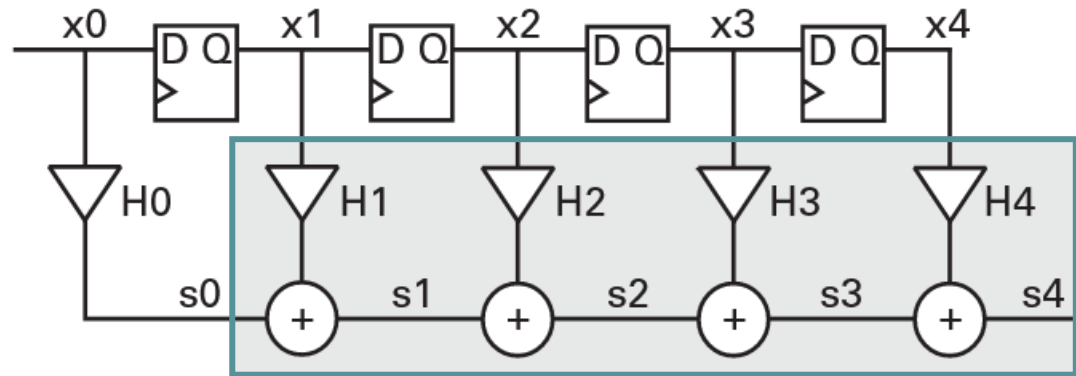 x0 x1 x2 x3 x4
D Q D Q D Q D Q
H0 H1 H2 H3 H4
s0 s1 s2 s3 s4
+ + + +